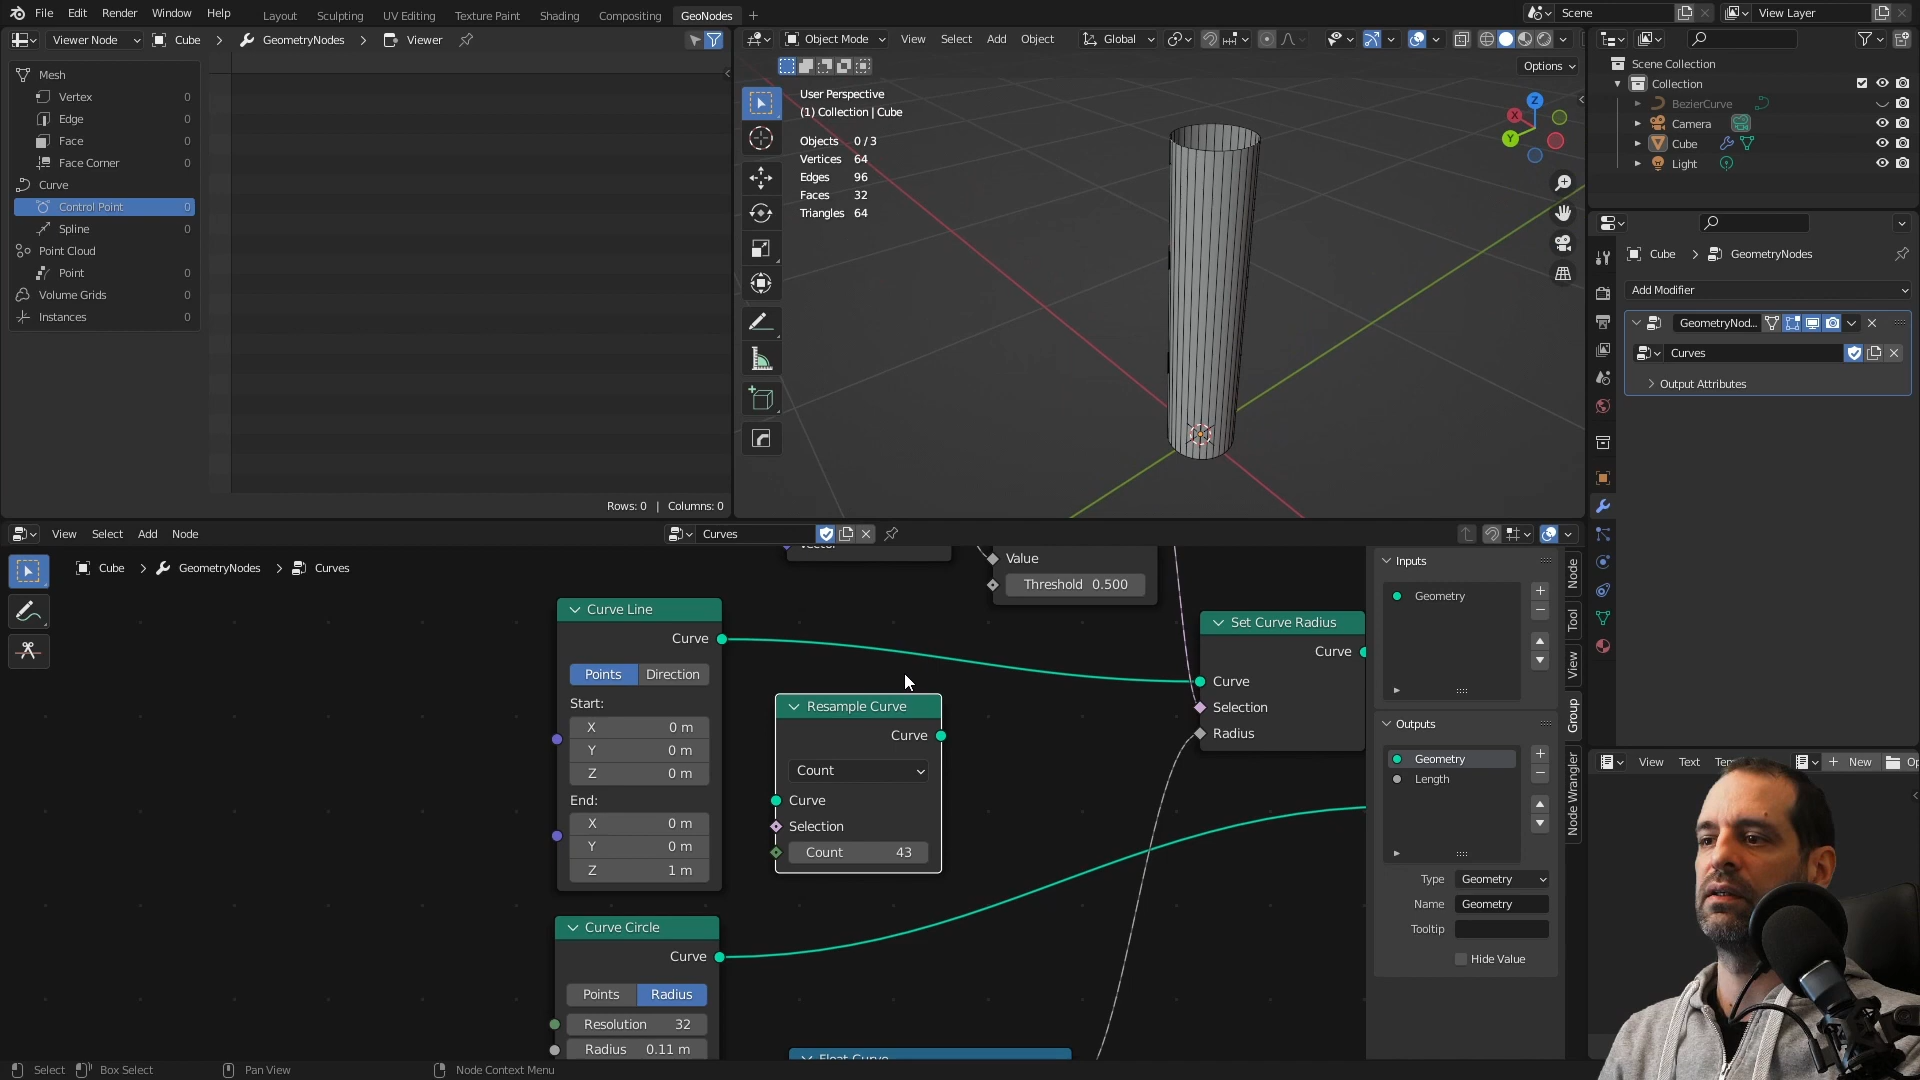 File Edit Render Window Help Layout Sculpting UV Editing Texture Paint Shading Compositing GeoNodes + Scene View Layer
Viewer Node Cube GeometryNodes Viewer
Mesh
Vertex 0
Edge 0
Face 0
Face Corner 0
Curve
Control Point 0
Spline 0
Point Cloud
Point 0
Volume Grids 0
Instances 0
Rows: 0 | Columns: 0
Object Mode View Select Add Object Global
Options
User Perspective
(1) Collection | Cube
Objects 0 / 3
Vertices 64
Edges 96
Faces 32
Triangles 64
Z
X
Y
Scene Collection
Collection
BezierCurve
Camera
Cube
Light
Cube GeometryNodes
Add Modifier
GeometryNod...
Curves
Output Attributes
View Select Add Node Curves
Cube GeometryNodes Curves
Value
Threshold 0.500
Curve Line
Curve
Points Direction
Start:
X 0 m
Y 0 m
Z 0 m
End:
X 0 m
Y 0 m
Z 1 m
Resample Curve
Curve
Count
Curve
Selection
Count 43
Set Curve Radius
Curve
Curve
Selection
Radius
Curve Circle
Curve
Points Radius
Resolution 32
Radius 0.11 m
Float Curve
Inputs
Geometry
Outputs
Geometry
Length
Type Geometry
Name Geometry
Tooltip
Hide Value
Node
Tool
View
Group
Node Wrangler
View Text New
Select Box Select Pan View Node Context Menu